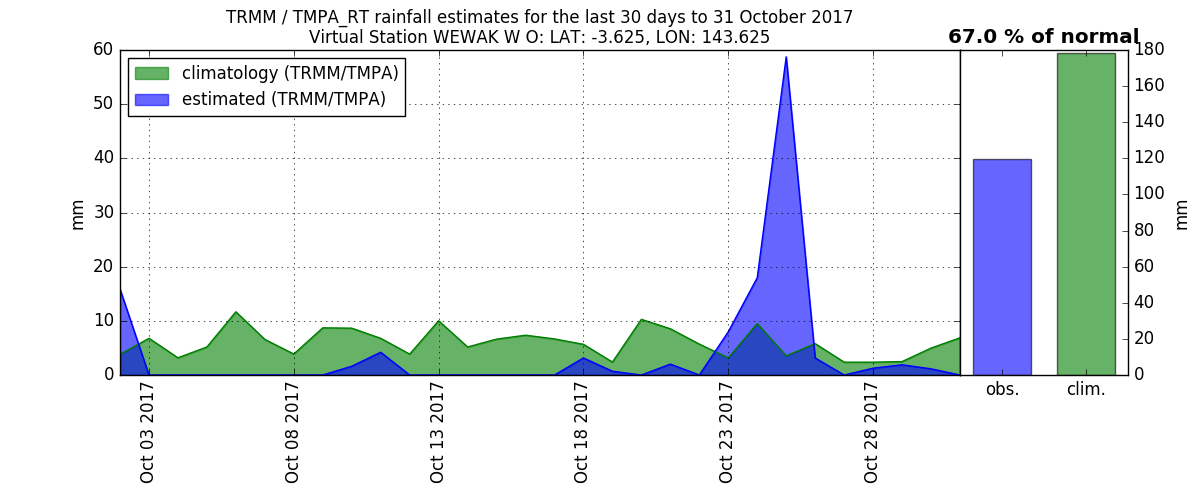 TRMM / TMPA_RT rainfall estimates for the last 30 days to 31 October 2017
Virtual Station WEWAK W O: LAT: -3.625, LON: 143.625
67.0 % of normal
climatology (TRMM/TMPA)
estimated (TRMM/TMPA)
60
50
40
30
20
10
0
mm
Oct 03 2017
Oct 08 2017
Oct 13 2017
Oct 18 2017
Oct 23 2017
Oct 28 2017
obs.
clim.
180
160
140
120
100
80
60
40
20
0
mm